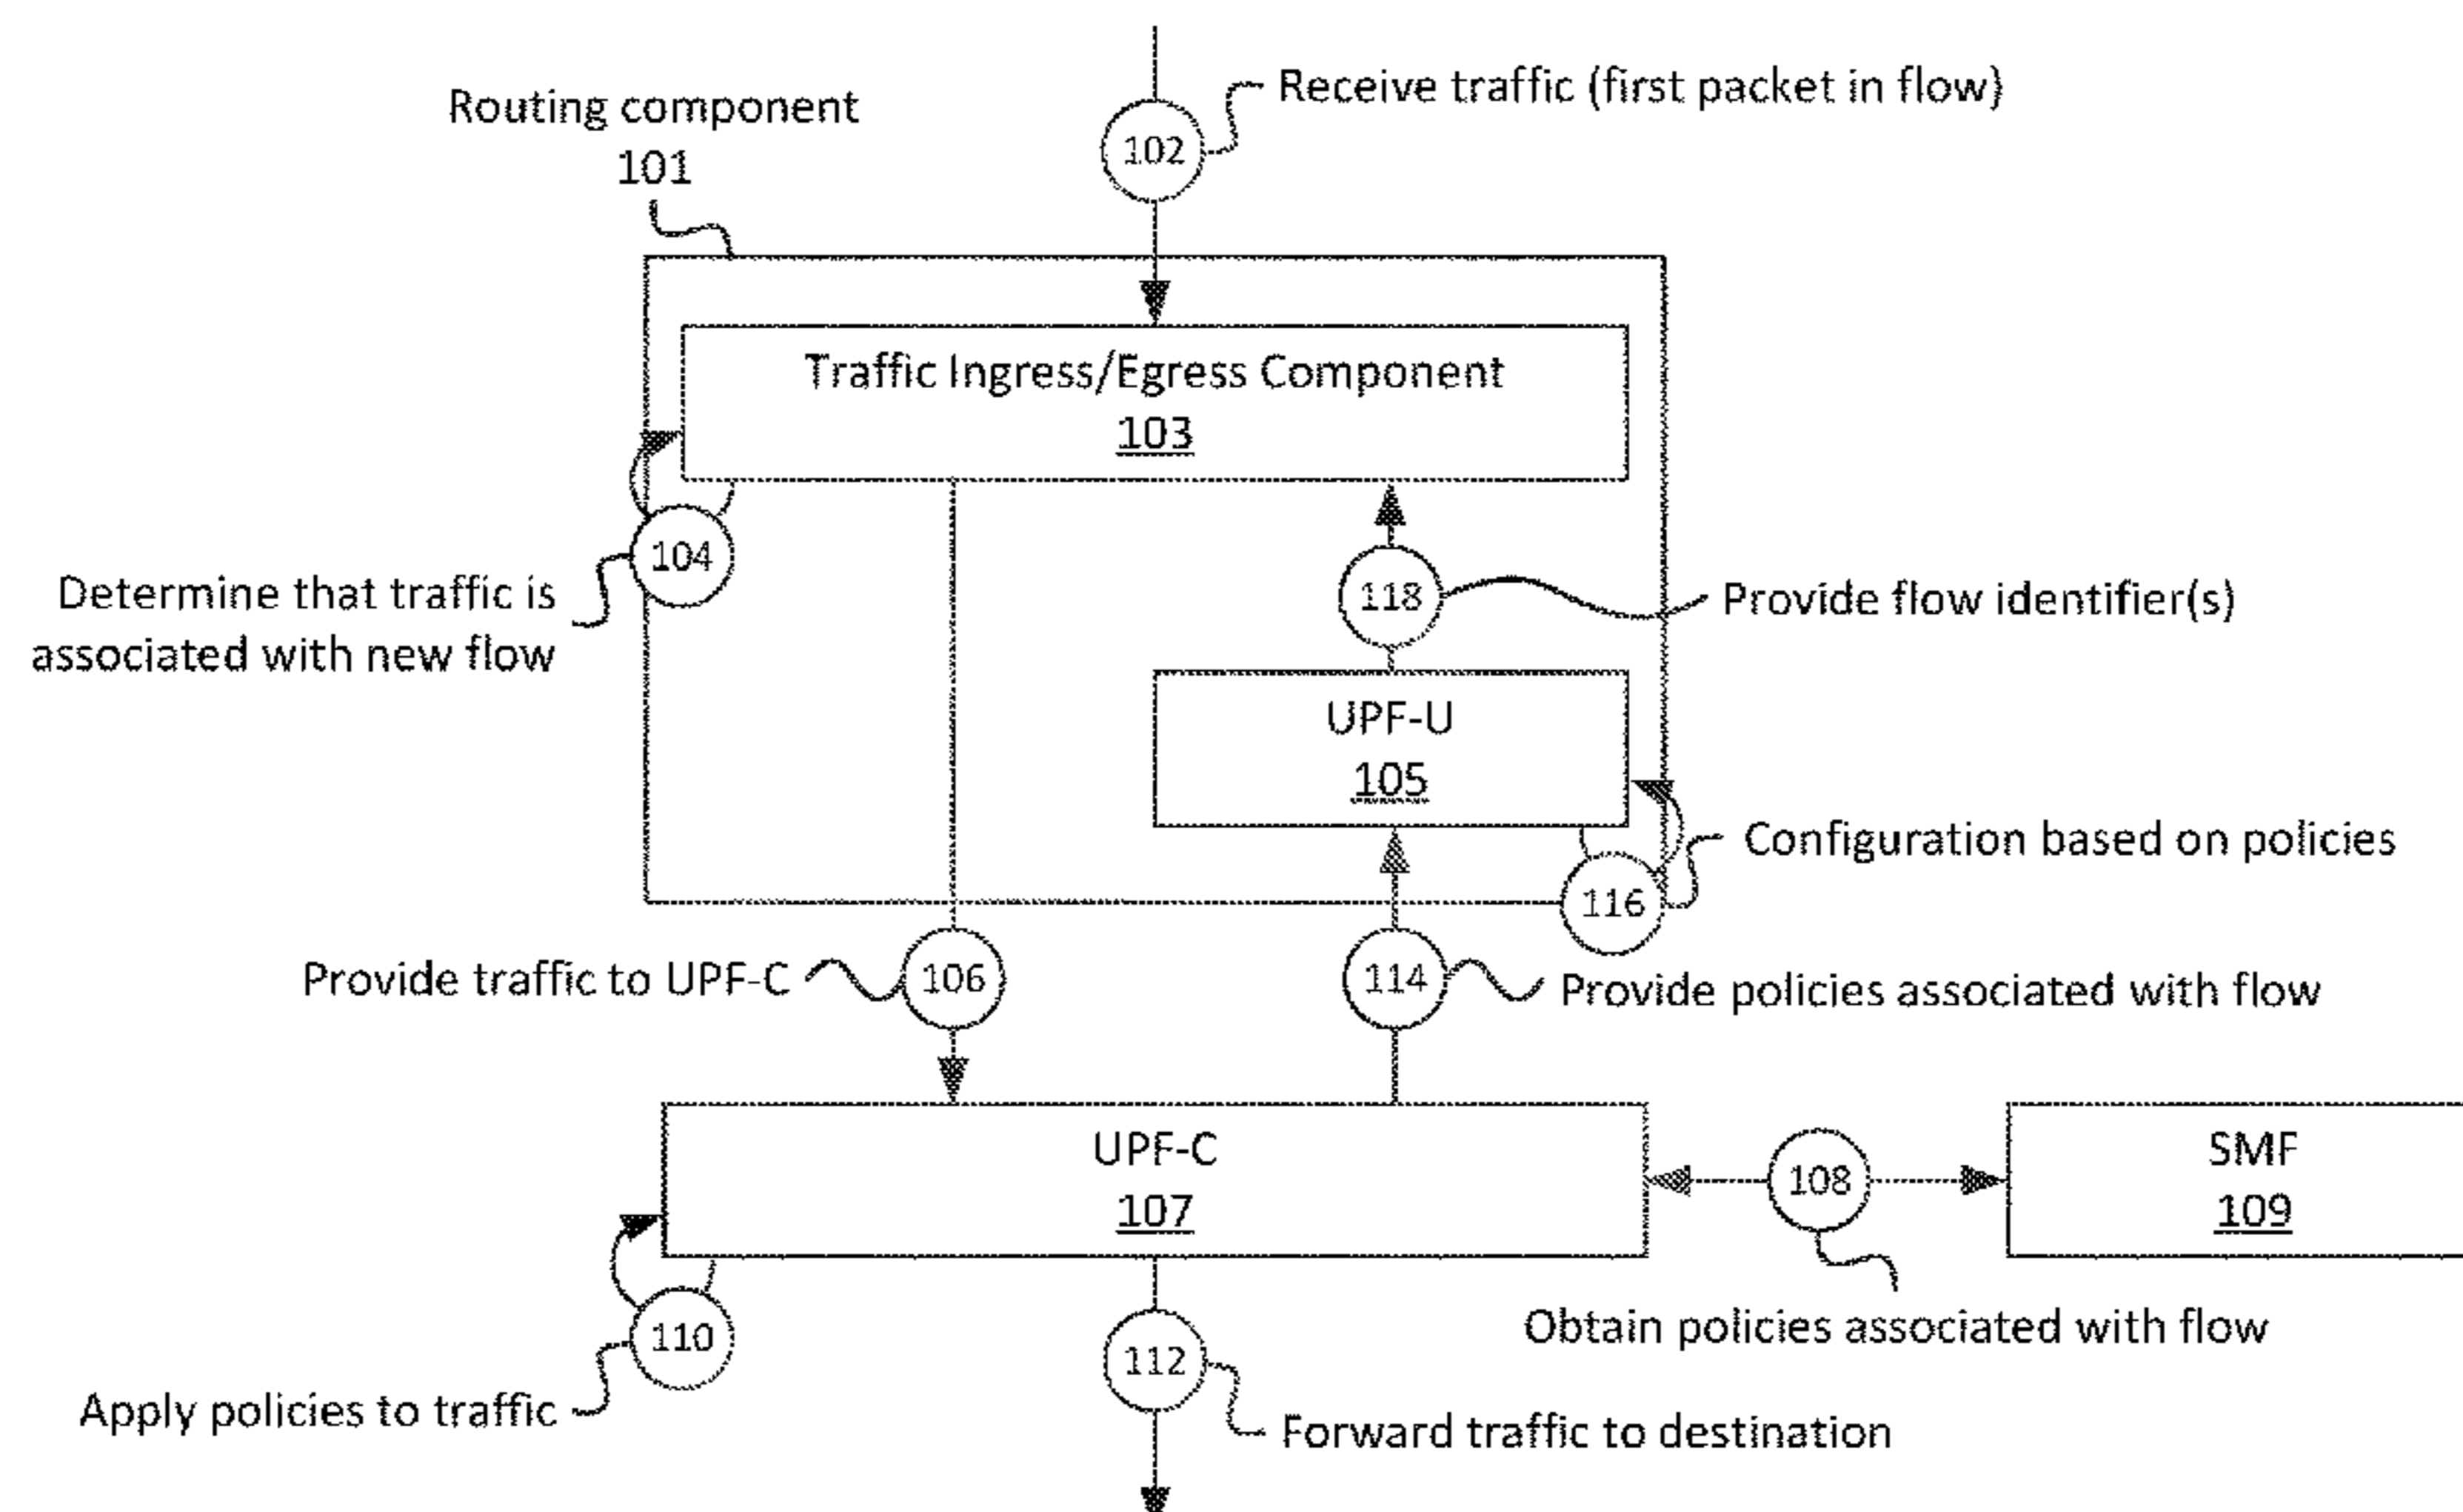 Receive traffic (first packet in flow)
Routing component
101
102
Traffic Ingress/Egress Component
103
104
Determine that traffic is
associated with new flow
118
Provide flow identifier(s)
UPF-U
105
Configuration based on policies
116
Provide traffic to UPF-C
106
114
Provide policies associated with flow
UPF-C
107
108
SMF
109
Obtain policies associated with flow
110
Apply policies to traffic
112
Forward traffic to destination